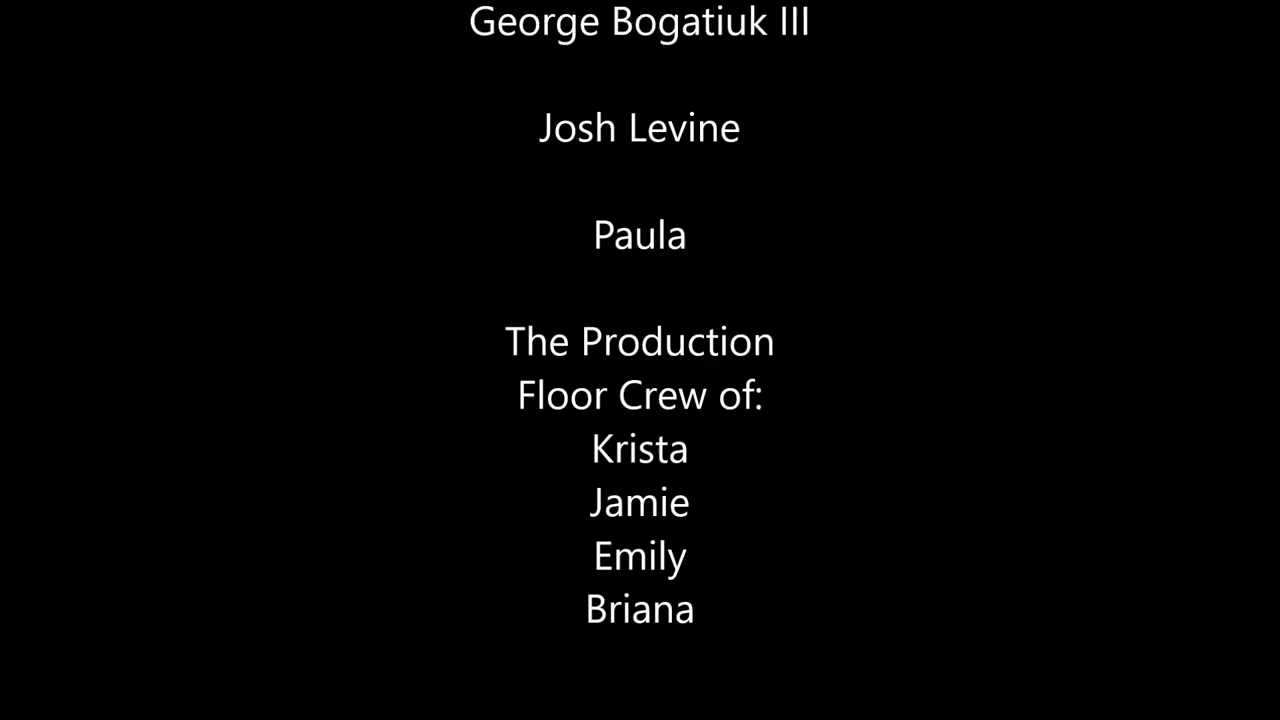 George Bogatiuk III
Josh Levine
Paula
The Production
Floor Crew of:
Krista
Jamie
Emily
Briana